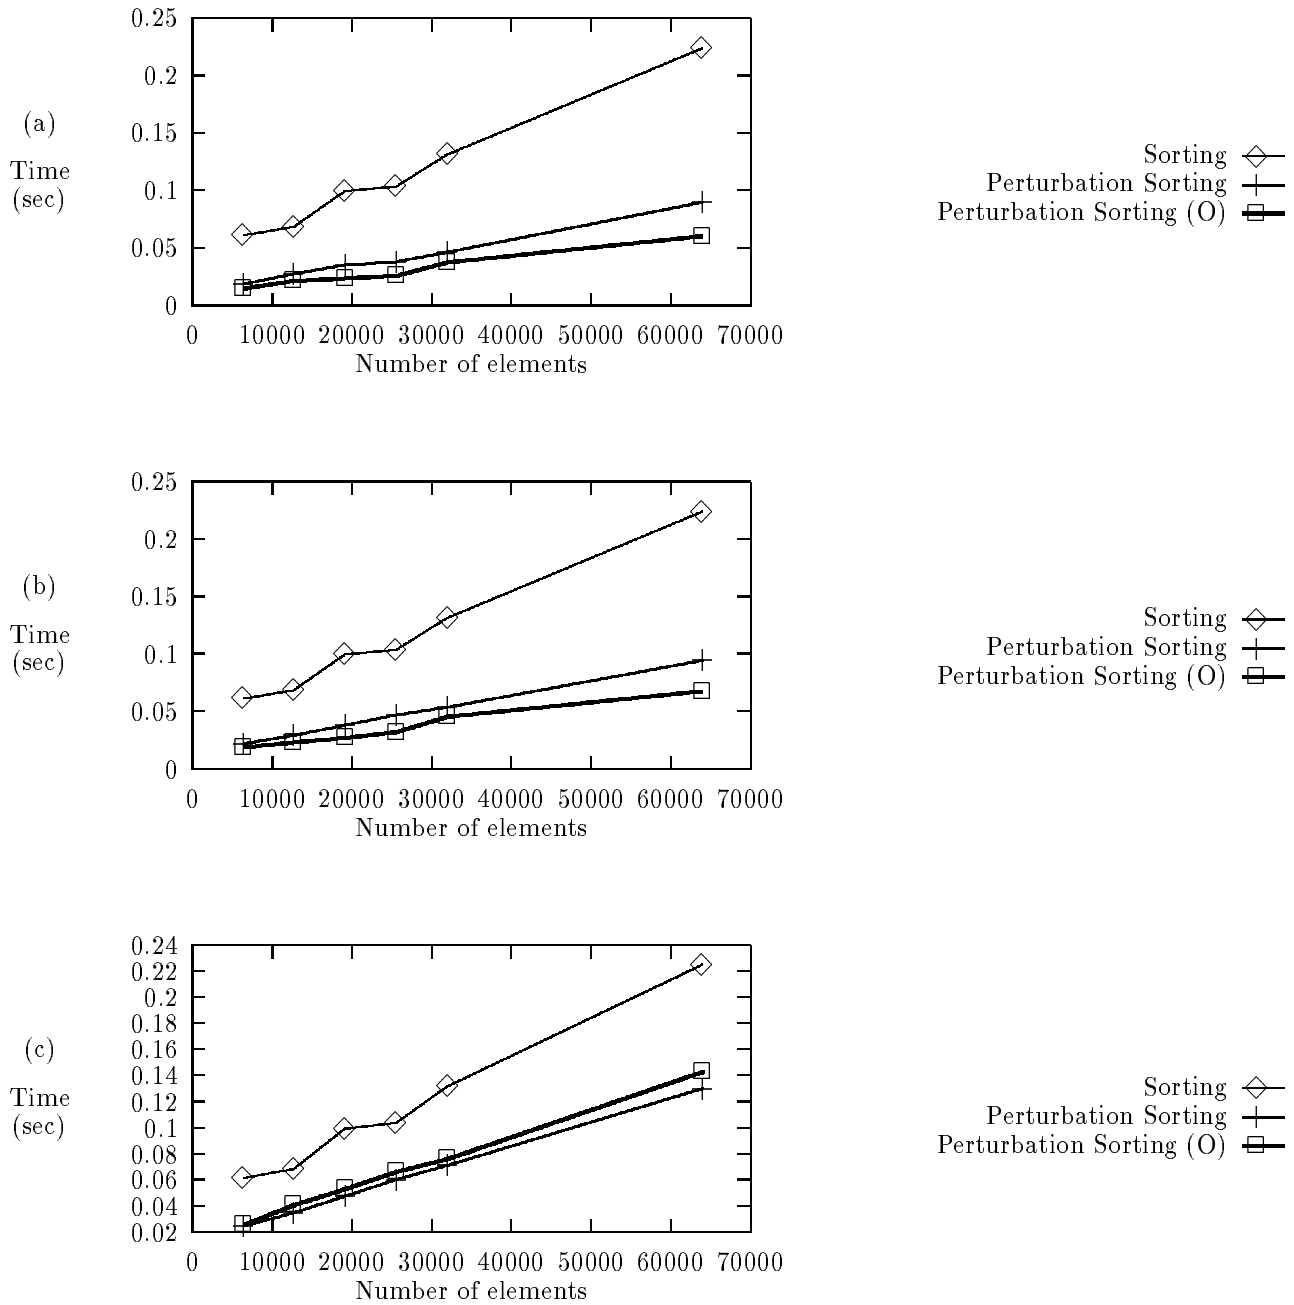 0.25
0.2
(a)
0.15
Time
(sec)
0.1
0.05
0
0 10000 20000 30000 40000 50000 60000 70000
Number of elements
Sorting
Perturbation Sorting
Perturbation Sorting (O)
0.25
0.2
(b)
0.15
Time
(sec)
0.1
0.05
0
0 10000 20000 30000 40000 50000 60000 70000
Number of elements
Sorting
Perturbation Sorting
Perturbation Sorting (O)
0.24
0.22
0.2
0.18
(c)
0.16
0.14
Time
0.12
(sec)
0.1
0.08
0.06
0.04
0.02
0 10000 20000 30000 40000 50000 60000 70000
Number of elements
Sorting
Perturbation Sorting
Perturbation Sorting (O)